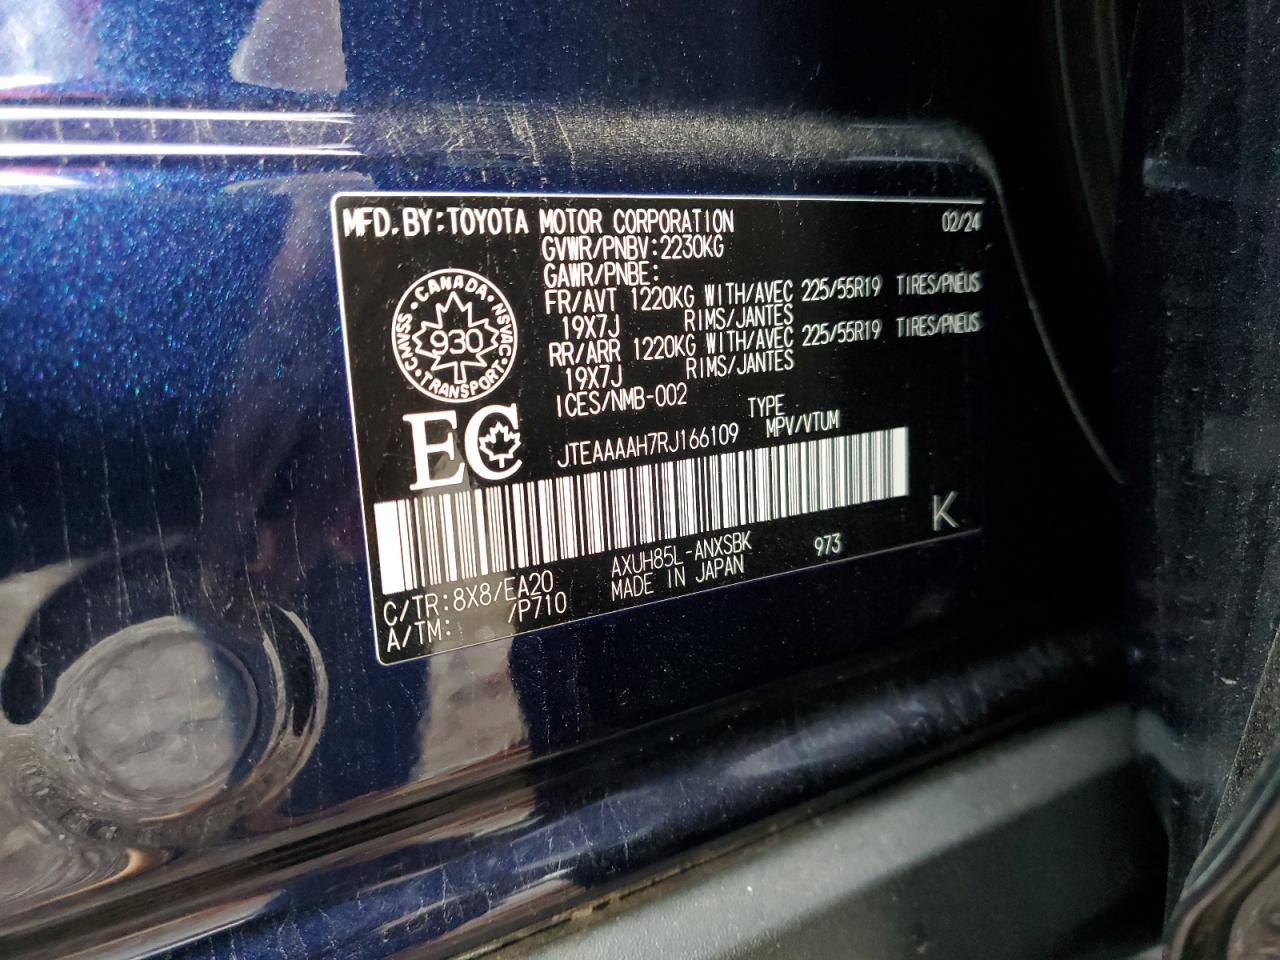 MFD. BY: TOYOTA MOTOR CORPORATION 02/24
GVWR/PNBV: 2230KG
GAWR/PNBE:
FR/AVT 1220KG WITH/AVEC 225/55R19 TIRES/PNEUS
19X7J RIMS/JANTES
RR/ARR 1220KG WITH/AVEC 225/55R19 TIRES/PNEUS
19X7J RIMS/JANTES
ICES/NMB-002
CANADA · NSVAC · TRANSPORT · CMVSS
930
EC
TYPE
JTEAAAAH7RJ166109 MPV/VTUM
K
C/TR: 8X8/EA20 AXUH85L-ANXSBK 973
A/TM: /P710 MADE IN JAPAN